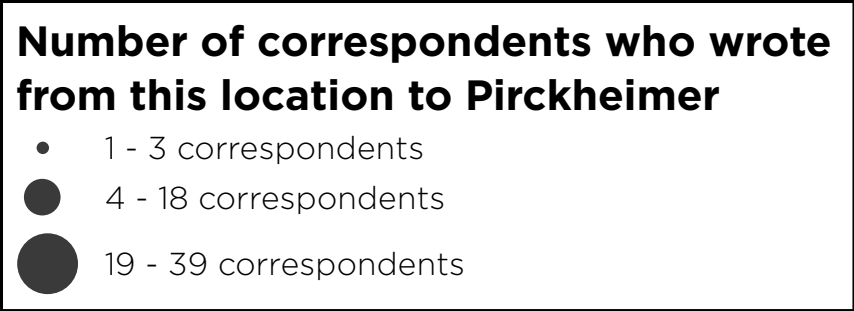 Number of correspondents who wrote
from this location to Pirckheimer
1 - 3 correspondents
4 - 18 correspondents
19 - 39 correspondents